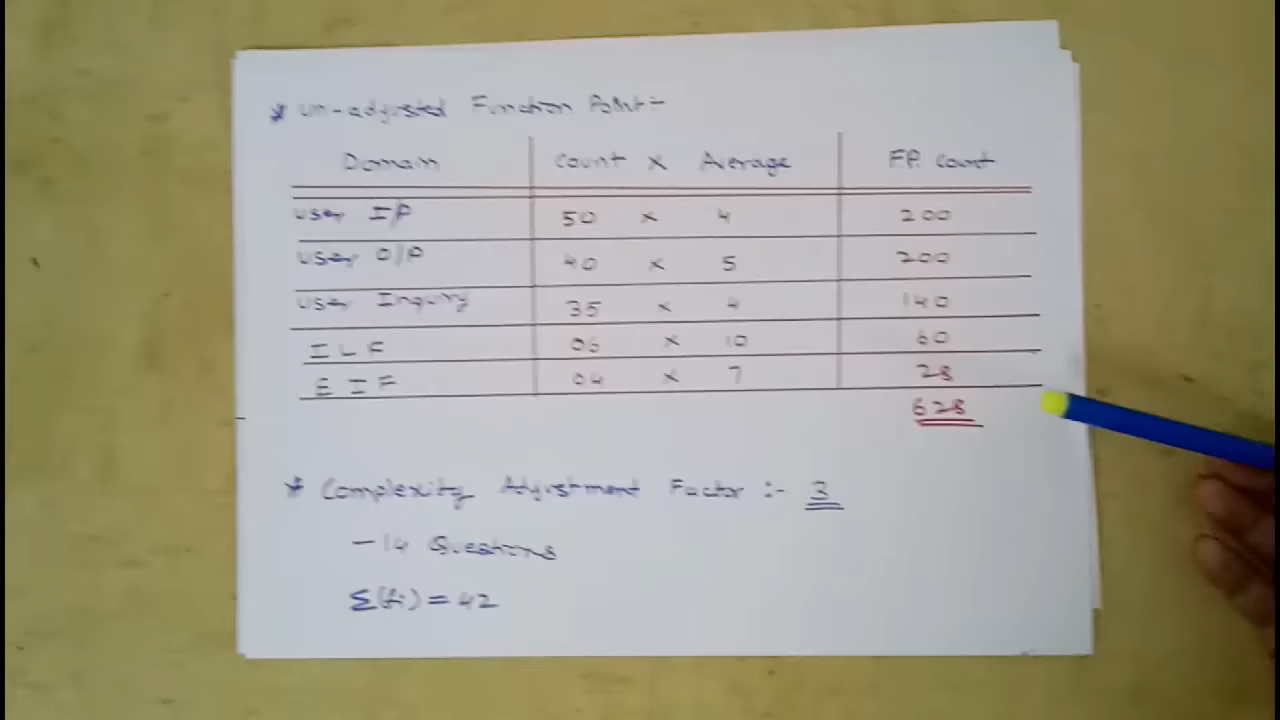 * Un-adjusted Function Point :-
Domain Count x Average FP Count
User I/P 50 x 4 200
User O/P 40 x 5 200
User Inquiry 35 x 4 140
ILF 06 x 10 60
EIF 04 x 7 28
628
* Complexity Adjustment Factor :- 3
- 14 Questions
Σ(fi) = 42